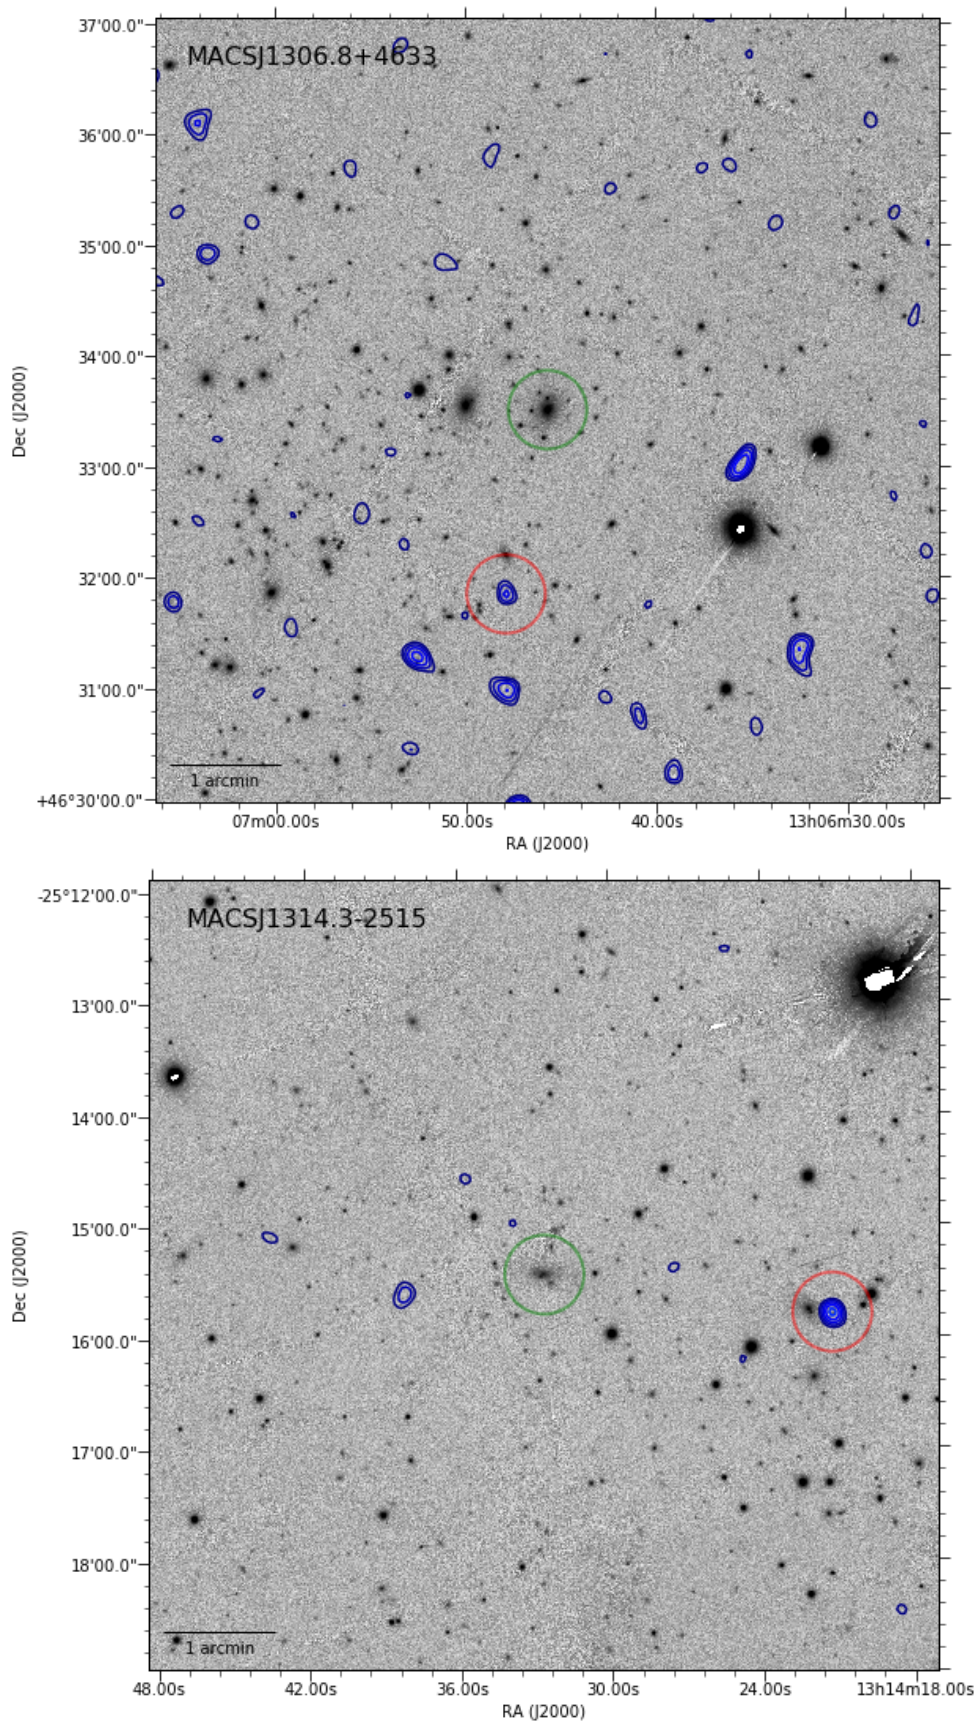 37'00.0"
MACSJ1306.8+4633
36'00.0"
35'00.0"
34'00.0"
Dec (J2000)
33'00.0"
32'00.0"
31'00.0"
1 arcmin
+46°30'00.0"
07m00.00s 50.00s 40.00s 13h06m30.00s
RA (J2000)
-25°12'00.0"
MACSJ1314.3-2515
13'00.0"
14'00.0"
15'00.0"
Dec (J2000)
16'00.0"
17'00.0"
18'00.0"
1 arcmin
48.00s 42.00s 36.00s 30.00s 24.00s 13h14m18.00s
RA (J2000)